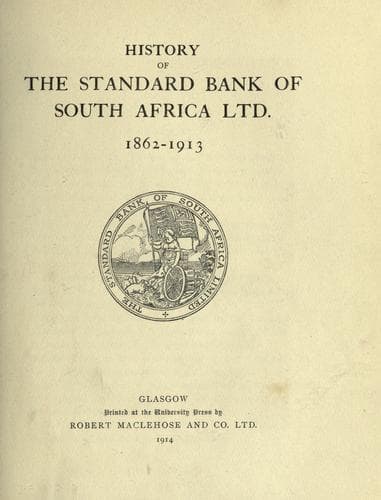 HISTORY
OF
THE STANDARD BANK OF
SOUTH AFRICA LTD.
1862-1913
THE STANDARD BANK OF SOUTH AFRICA LIMITED
GLASGOW
Printed at the University Press by
ROBERT MACLEHOSE AND CO. LTD.
1914